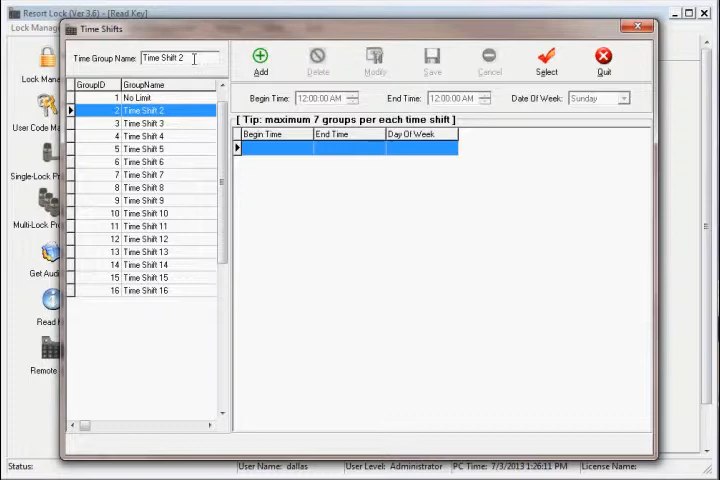 Resort Lock (Ver 3.6) - [Read Key]
Lock Manag
Time Shifts
Time Group Name: Time Shift 2
Add
Delete
Modify
Save
Cancel
Select
Quit
Begin Time: 12:00:00 AM
End Time: 12:00:00 AM
Date Of Week: Sunday
[ Tip: maximum 7 groups per each time shift ]
Begin Time
End Time
Day Of Week
GroupID GroupName
1 No Limit
2 Time Shift 2
3 Time Shift 3
4 Time Shift 4
5 Time Shift 5
6 Time Shift 6
7 Time Shift 7
8 Time Shift 8
9 Time Shift 9
10 Time Shift 10
11 Time Shift 11
12 Time Shift 12
13 Time Shift 13
14 Time Shift 14
15 Time Shift 15
16 Time Shift 16
Lock Mana
User Code Ma
Single-Lock Pro
Multi-Lock Pro
Get Audi
Read K
Remote
Status:
User Name: dallas
User Level: Administrator
PC Time: 7/3/2013 1:26:11 PM
License Name: